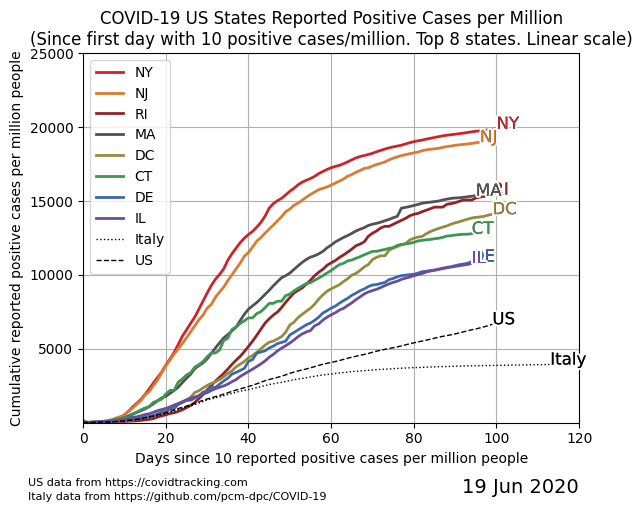 COVID-19 US States Reported Positive Cases per Million
(Since first day with 10 positive cases/million. Top 8 states. Linear scale)
Cumulative reported positive cases per million people
25000
20000
15000
10000
5000
NY
NJ
RI
MA
DC
CT
DE
IL
Italy
US
NY
NJ
MA
RI
DC
CT
IL
DE
US
Italy
0
20
40
60
80
100
120
Days since 10 reported positive cases per million people
US data from https://covidtracking.com
Italy data from https://github.com/pcm-dpc/COVID-19
19 Jun 2020